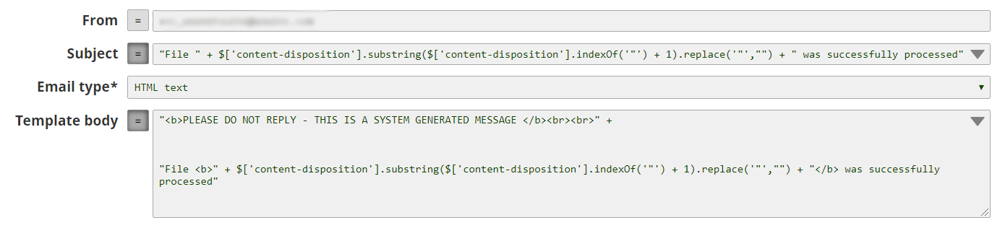 From =
Subject = "File " + $['content-disposition'].substring($['content-disposition'].indexOf('"') + 1).replace('"',"") + " was successfully processed"
Email type* HTML text
Template body = "<b>PLEASE DO NOT REPLY - THIS IS A SYSTEM GENERATED MESSAGE </b><br><br>" +
"File <b>" + $['content-disposition'].substring($['content-disposition'].indexOf('"') + 1).replace('"',"") + "</b> was successfully
processed"